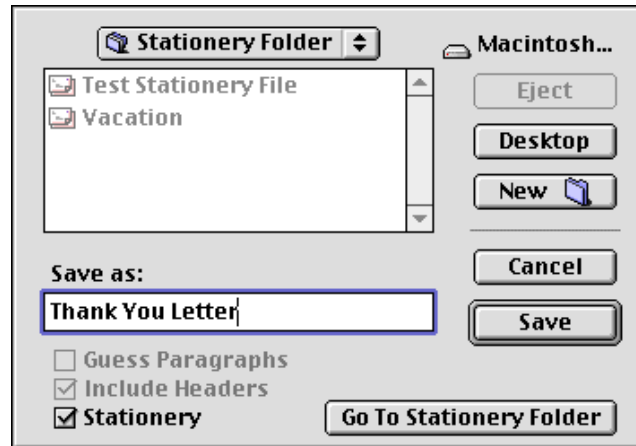 Stationery Folder
Macintosh...
Test Stationery File
Vacation
Eject
Desktop
New
Save as:
Thank You Letter
Cancel
Save
Guess Paragraphs
Include Headers
Stationery
Go To Stationery Folder